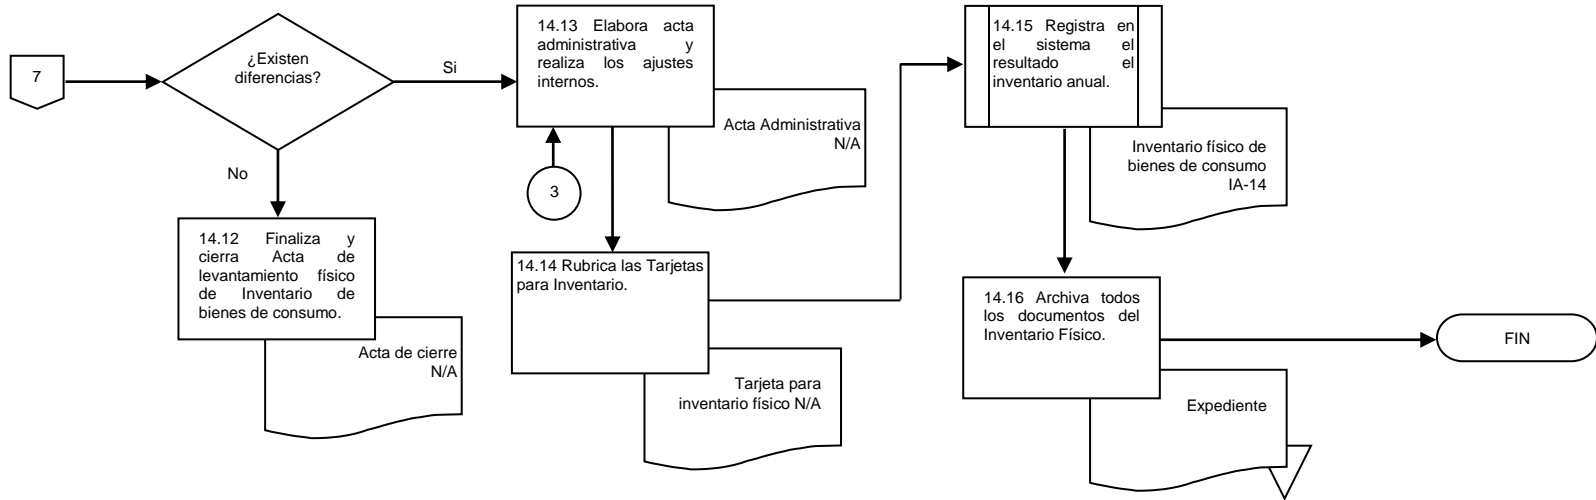 7
¿Existen
diferencias?
Si
No
14.12 Finaliza y
cierra Acta de
levantamiento físico
de Inventario de
bienes de consumo.
Acta de cierre
N/A
14.13 Elabora acta
administrativa y
realiza los ajustes
internos.
Acta Administrativa
N/A
3
14.14 Rubrica las Tarjetas
para Inventario.
Tarjeta para
inventario físico N/A
14.15 Registra en
el sistema el
resultado el
inventario anual.
Inventario físico de
bienes de consumo
IA-14
14.16 Archiva todos
los documentos del
Inventario Físico.
Expediente
FIN